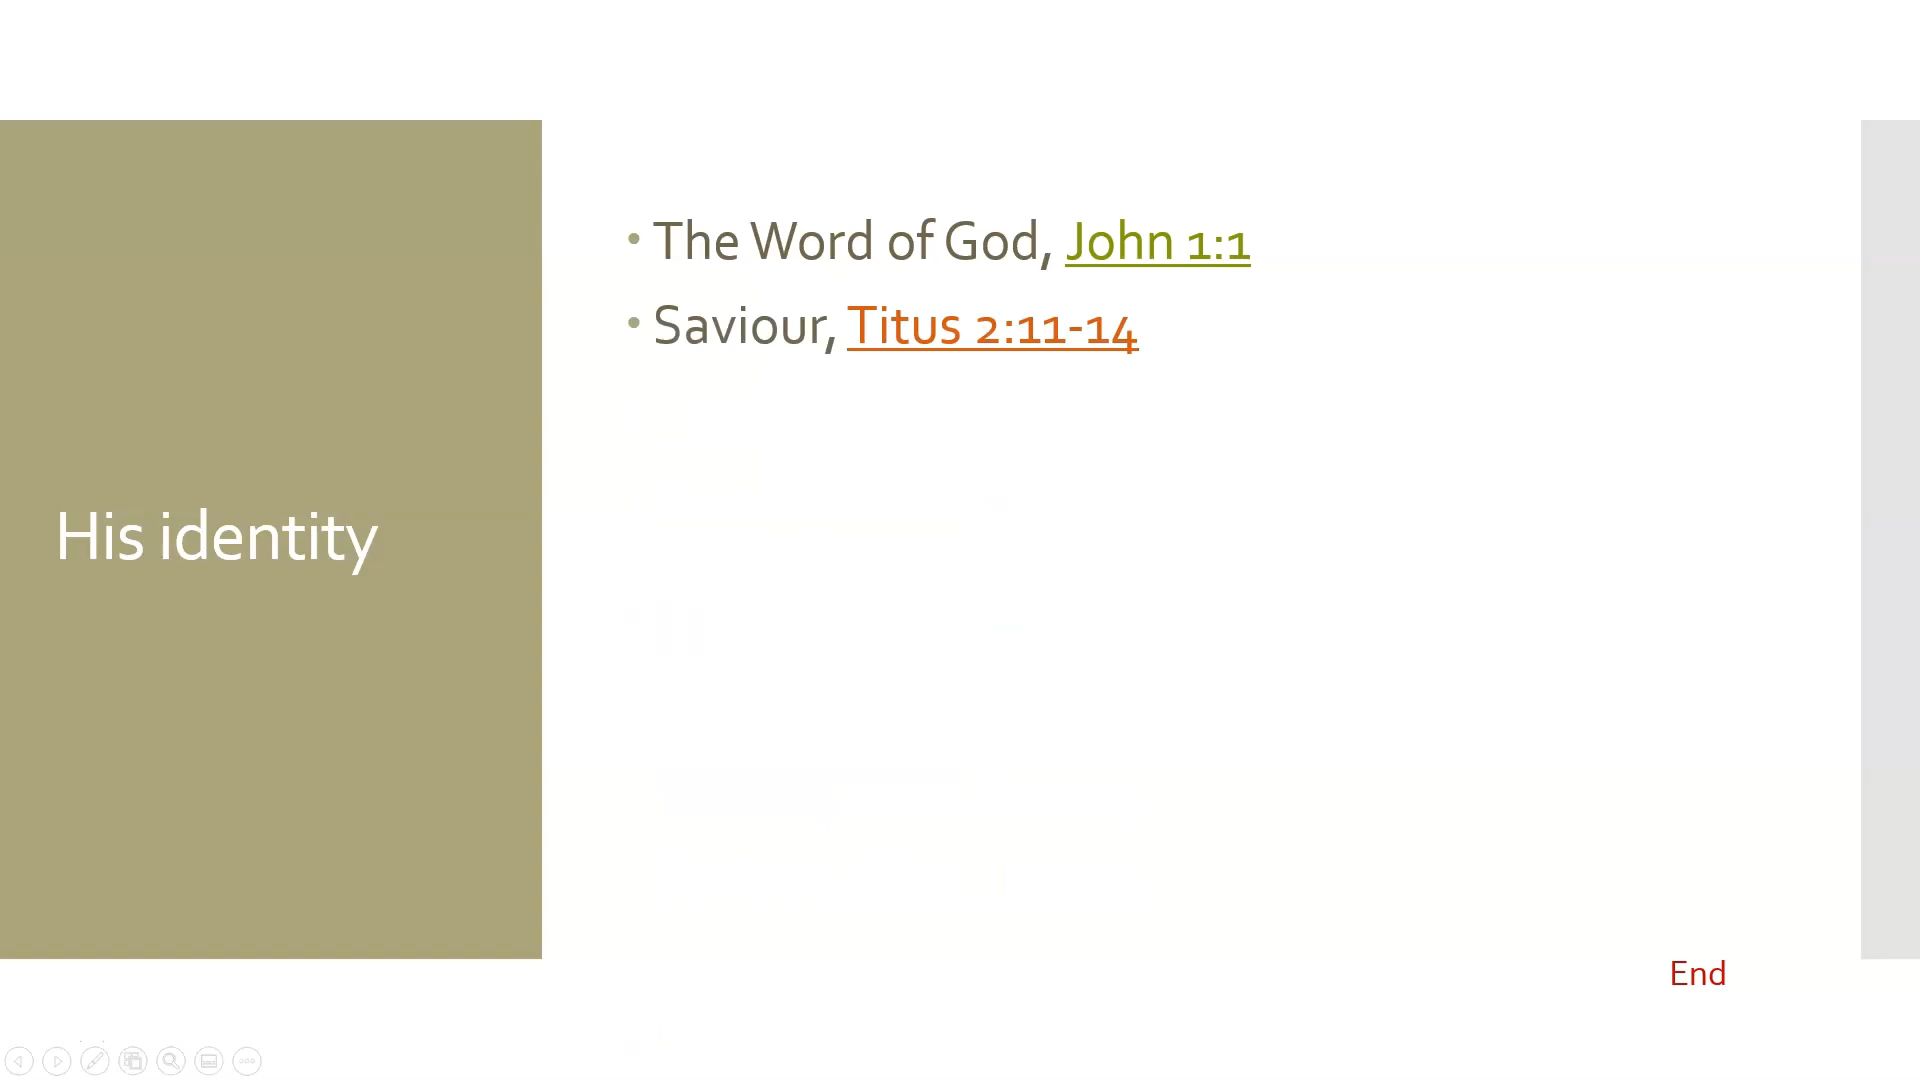 • The Word of God, John 1:1
• Saviour, Titus 2:11-14
His identity
End